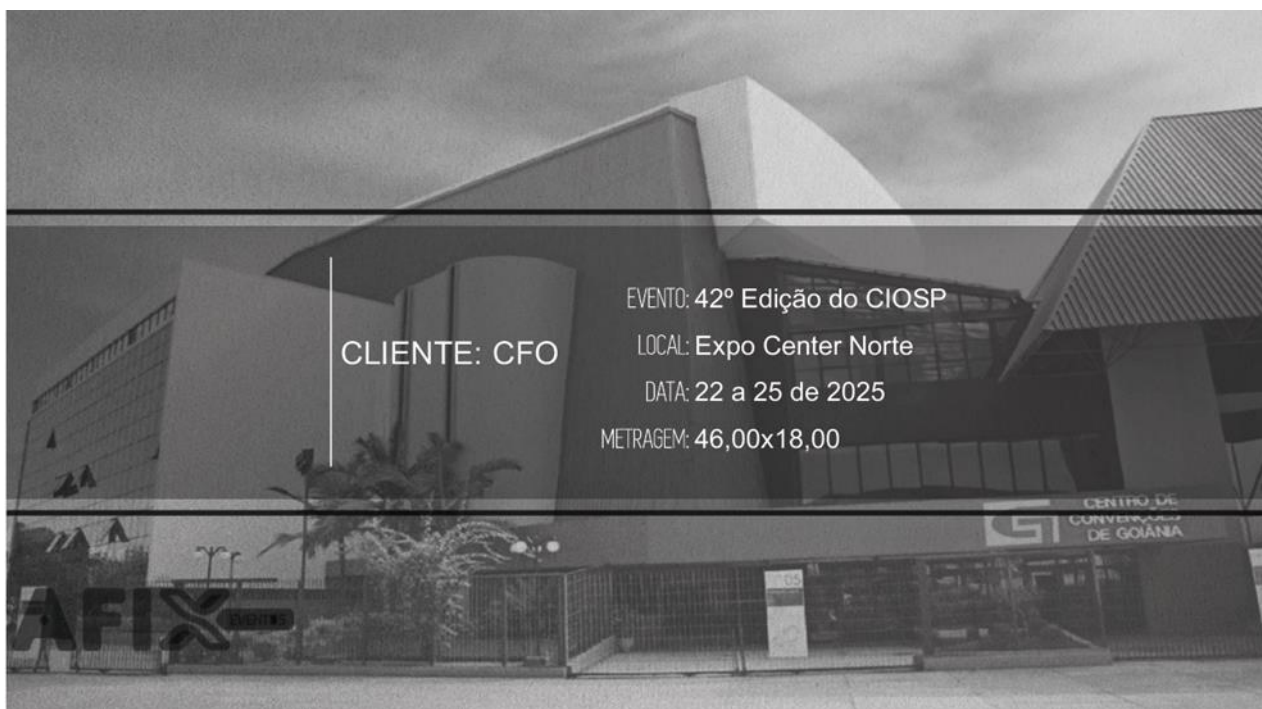 CLIENTE: CFO
EVENTO: 42º Edição do CIOSP
LOCAL: Expo Center Norte
DATA: 22 a 25 de 2025
METRAGEM: 46,00x18,00
CENTRO DE
CONVENÇÕES
DE GOIÂNIA
05
AFIX
EVENTOS